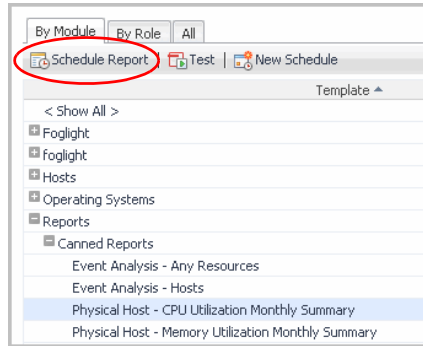 By Module By Role All
Schedule Report Test New Schedule
Template
< Show All >
Foglight
foglight
Hosts
Operating Systems
Reports
Canned Reports
Event Analysis - Any Resources
Event Analysis - Hosts
Physical Host - CPU Utilization Monthly Summary
Physical Host - Memory Utilization Monthly Summary